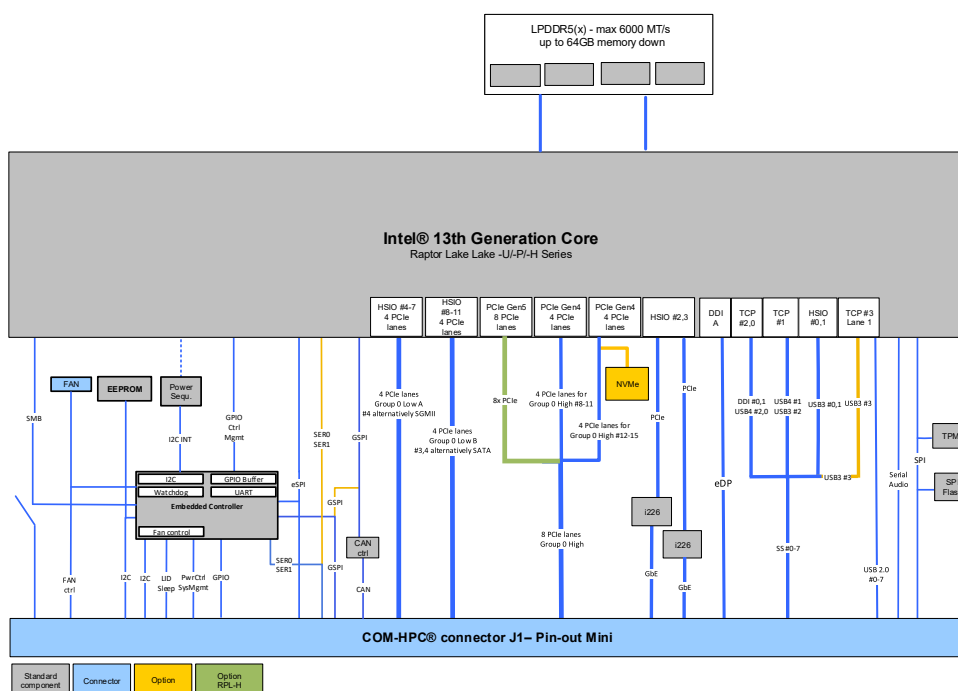 LPDDR5(x) - max 6000 MT/s
up to 64GB memory down
Intel® 13th Generation Core
Raptor Lake Lake -U/-P/-H Series
HSIO #4-7
4 PCIe
lanes
HSIO
#8-11
4 PCIe
lanes
PCIe Gen5
8 PCIe
lanes
PCIe Gen4
4 PCIe
lanes
PCIe Gen4
4 PCIe
lanes
HSIO #2,3
DDI
A
TCP
#2,0
TCP
#1
HSIO
#0,1
TCP #3
Lane 1
FAN
EEPROM
Power
Sequ.
NVMe
SMB
GPIO
Ctrl
Mgmt
SER0
SER1
GSPI
4 PCIe lanes
Group 0 Low A
#4 alternatively SGMII
4 PCIe lanes
Group 0 Low B
#3,4 alternatively SATA
8x PCIe
4 PCIe lanes for
Group 0 High #8-11
4 PCIe lanes for
Group 0 High #12-15
PCIe
PCIe
DDI #0,1
USB4 #2,0
USB4 #1
USB3 #2
USB3 #0,1
USB3 #3
TPM
I2C INT
SPI
I2C
GPIO Buffer
Watchdog
UART
Embedded Controller
Fan control
eSPI
GSPI
eDP
USB3 #3
Serial
Audio
SPI
Flas
i226
i226
CAN
ctrl
8 PCIe lanes
Group 0 High
SS#0-7
FAN
ctrl
I2C
I2C
LID
Sleep
PwrCtrl
SysMgmt
GPIO
SER0
SER1
GSPI
CAN
GbE
GbE
USB 2.0
#0-7
COM-HPC® connector J1– Pin-out Mini
Standard
component
Connector
Option
Option
RPL-H